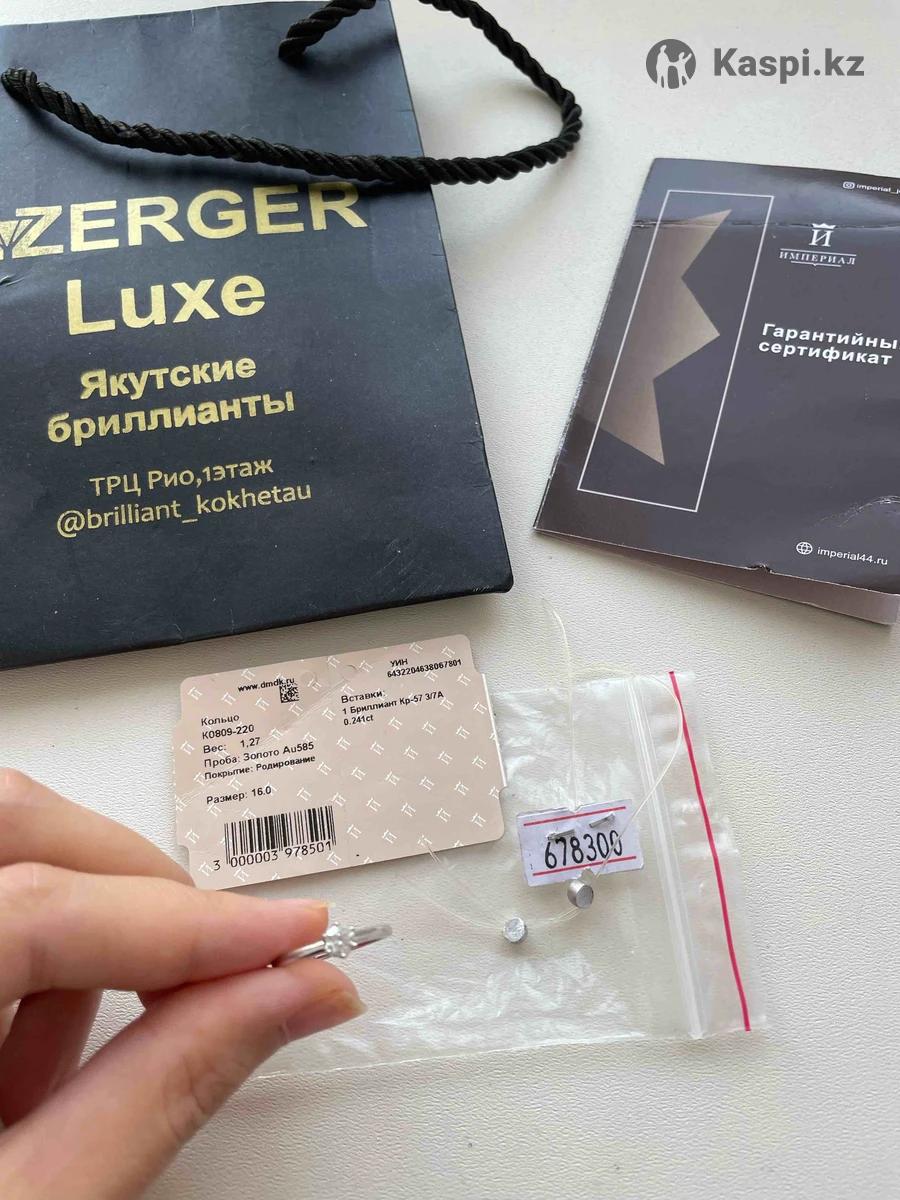 Kaspi.kz
ZERGER
Luxe
Якутские
бриллианты
ТРЦ Рио,1этаж
@brilliant_kokhetau
imperial_
И
ИМПЕРИАЛ
Гарантийны
сертификат
imperial44.ru
www.dmdk.ru
УИН
6432204638067801
Кольцо
К0809-220
Вес: 1,27
Проба: Золото Au585
Покрытие: Родирование
Размер: 16.0
Вставки:
1 Бриллиант Кр-57 3/7А
0.241ct
3 000003 978501
678300